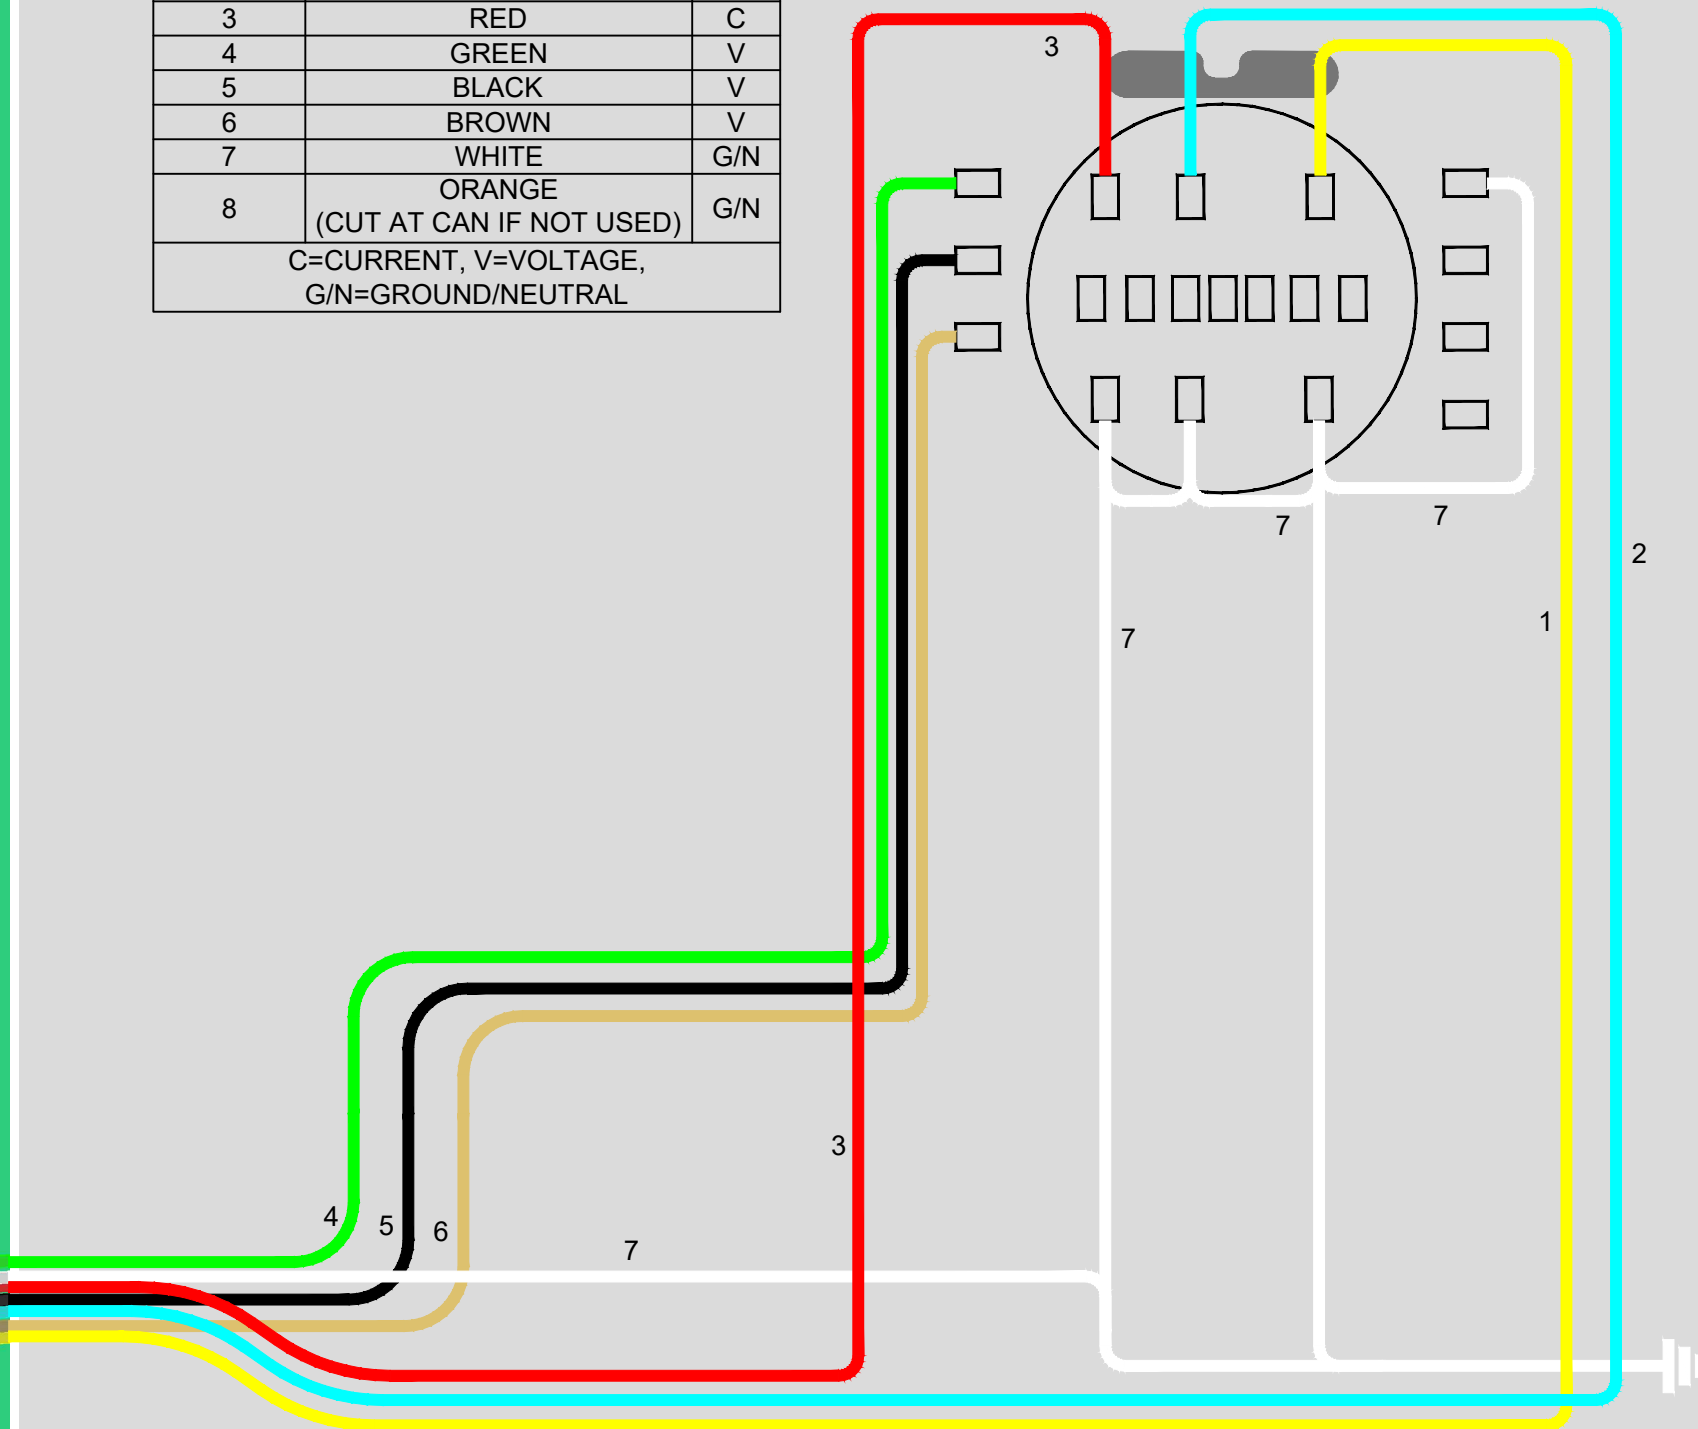 3 RED C
4 GREEN V
5 BLACK V
6 BROWN V
7 WHITE G/N
8 ORANGE
(CUT AT CAN IF NOT USED) G/N
C=CURRENT, V=VOLTAGE,
G/N=GROUND/NEUTRAL
3
7
7
2
1
7
3
4
5
6
7